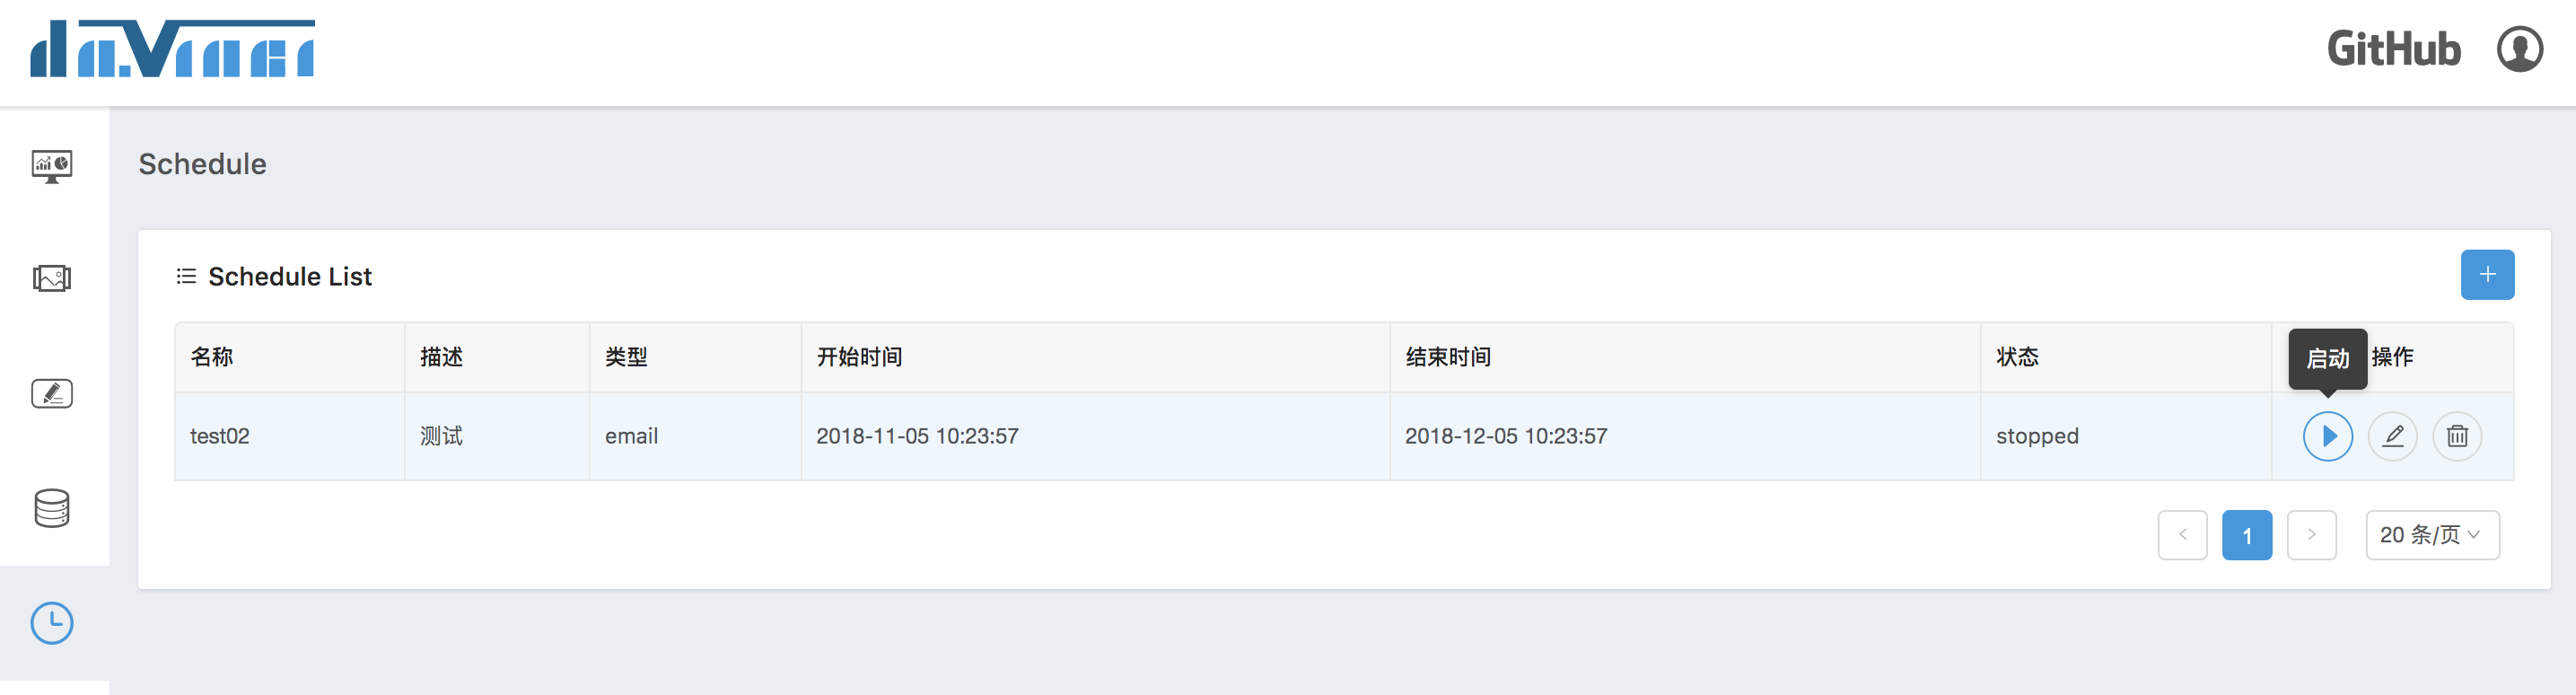 da.Vinci
GitHub
Schedule
Schedule List
+
名称 描述 类型 开始时间 结束时间 状态 启动 操作
test02 测试 email 2018-11-05 10:23:57 2018-12-05 10:23:57 stopped
< 1 > 20 条/页